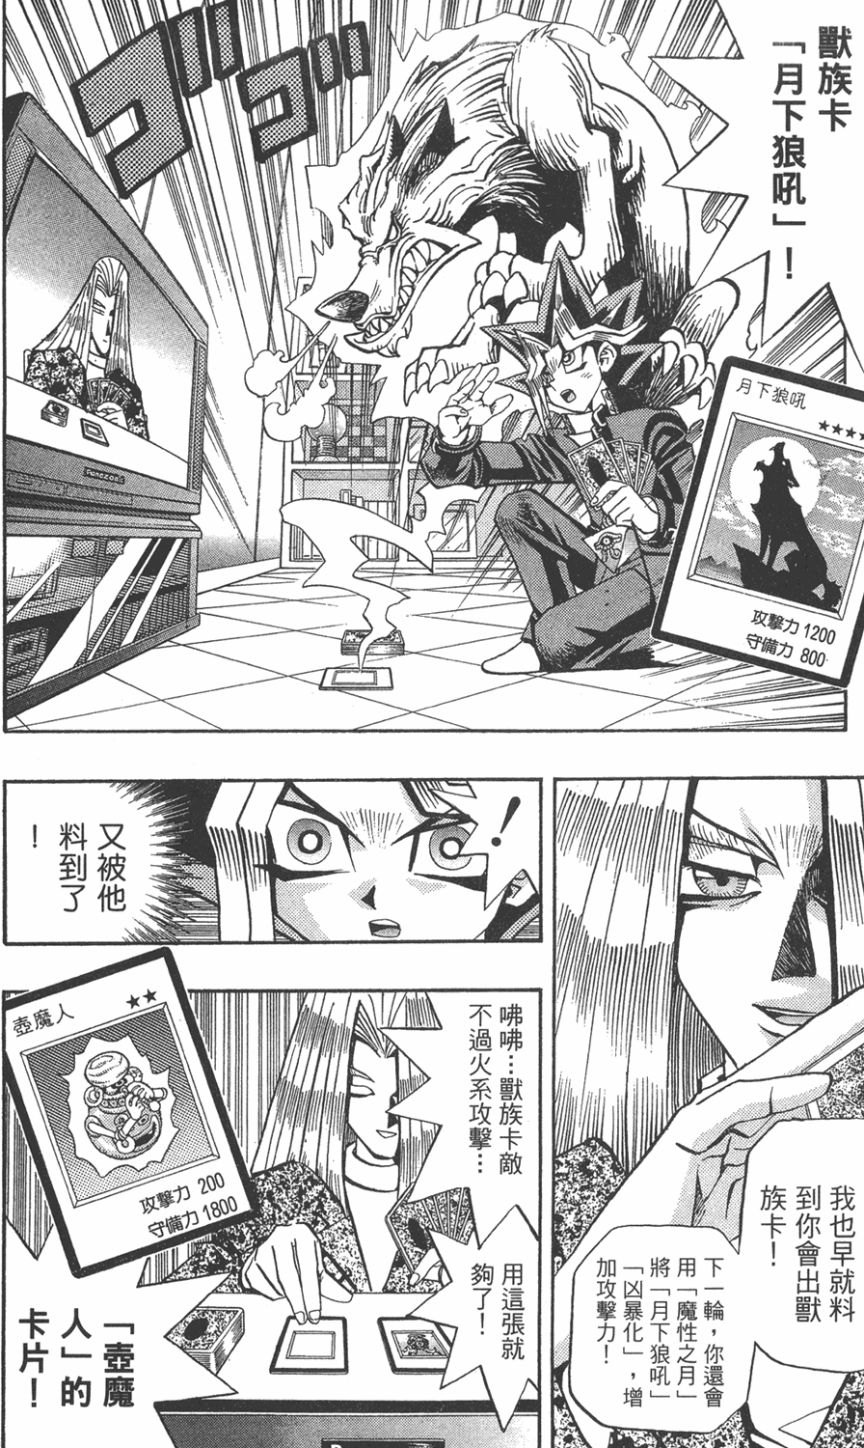 獸族卡
「月下狼吼」！
ゴゴ
月下狼吼
★★★★
攻擊力 1200
守備力 800
我也早就料
到你會出獸
族卡！
下一輪，你還會
用「魔性之月」
將「月下狼吼」
「凶暴化」，增
加攻擊力！
！
又被他
料到了
！
咈咈…獸族卡敵
不過火系攻擊…
用這張就
夠了！
壺魔人
★★
攻擊力 200
守備力 1800
「壺魔
人」的
卡片！